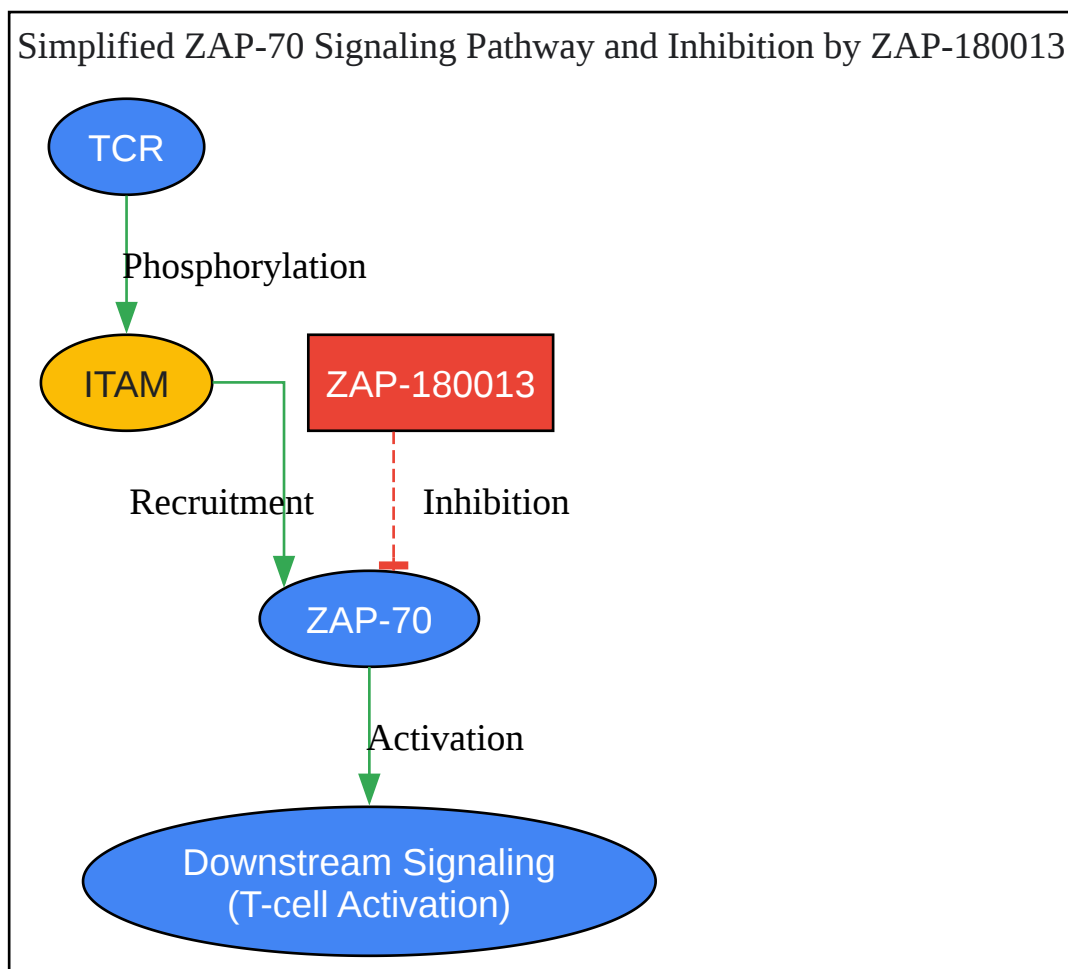 Simplified ZAP-70 Signaling Pathway and Inhibition by ZAP-180013
TCR
Phosphorylation
ITAM
ZAP-180013
Recruitment
Inhibition
ZAP-70
Activation
Downstream Signaling
(T-cell Activation)